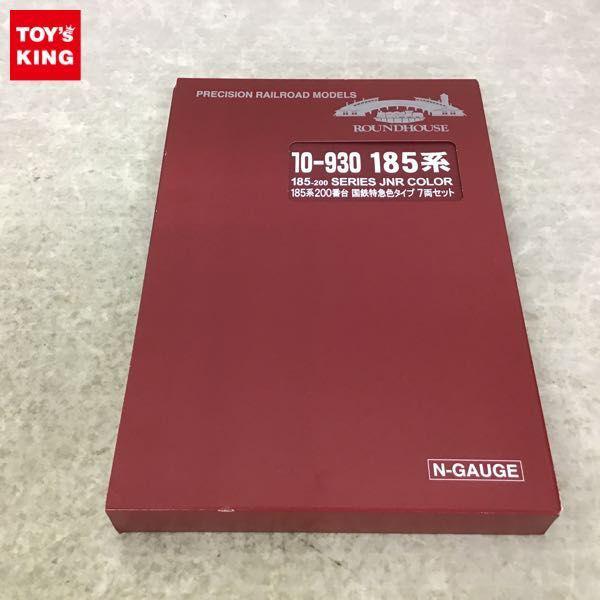 TOY's
KING
PRECISION RAILROAD MODELS
ROUNDHOUSE
10-930 185系
185-200 SERIES JNR COLOR
185系200番台 国鉄特急色タイプ 7両セット
N-GAUGE